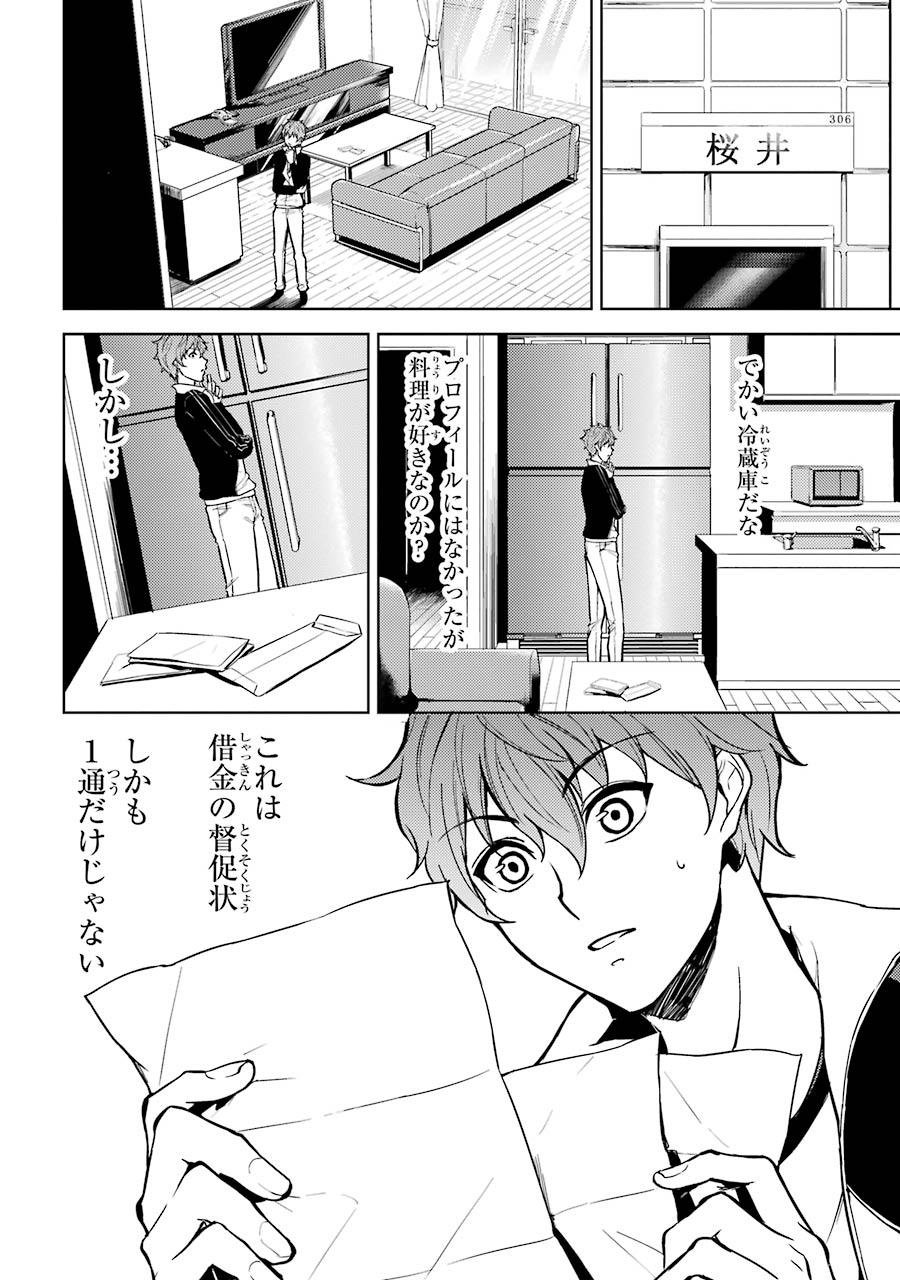 306
桜井
でかい冷蔵庫だな
プロフィールにはなかったが
料理が好きなのか？
しかし…
これは
借金の督促状
しかも
１通だけじゃない